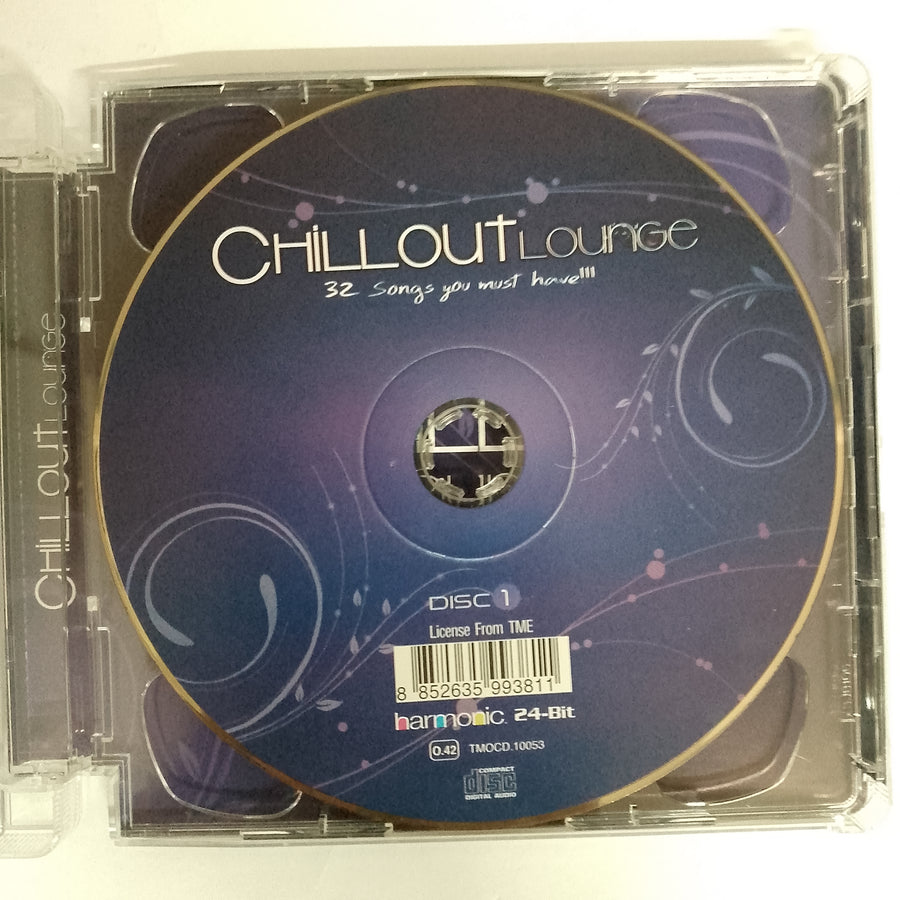 CHiLLOUT LOUNGE
32 Songs you must have!!!
CHiLLOUT LOUNGE
DISC 1
License From TME
8 852635 993811
harmonic. 24-Bit
0.42 TMOCD.10053
COMPACT
disc
DIGITAL AUDIO